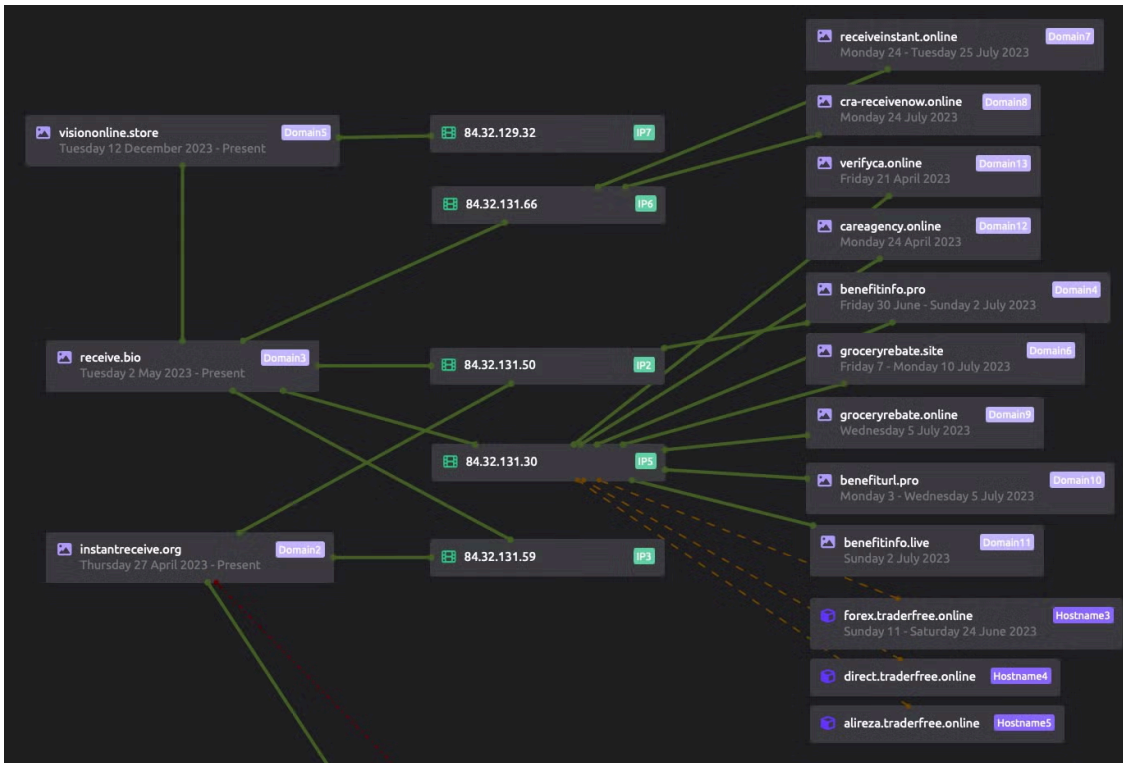 visiononline.store Domain5
Tuesday 12 December 2023 - Present
receive.bio Domain3
Tuesday 2 May 2023 - Present
instantreceive.org Domain2
Thursday 27 April 2023 - Present
84.32.129.32 IP7
84.32.131.66 IP6
84.32.131.50 IP2
84.32.131.30 IP5
84.32.131.59 IP3
receiveinstant.online Domain7
Monday 24 - Tuesday 25 July 2023
cra-receivenow.online Domain8
Monday 24 July 2023
verifyca.online Domain13
Friday 21 April 2023
careagency.online Domain12
Monday 24 April 2023
benefitinfo.pro Domain4
Friday 30 June - Sunday 2 July 2023
groceryrebate.site Domain6
Friday 7 - Monday 10 July 2023
groceryrebate.online Domain9
Wednesday 5 July 2023
benefiturl.pro Domain10
Monday 3 - Wednesday 5 July 2023
benefitinfo.live Domain11
Sunday 2 July 2023
forex.traderfree.online Hostname3
Sunday 11 - Saturday 24 June 2023
direct.traderfree.online Hostname4
alireza.traderfree.online Hostname5